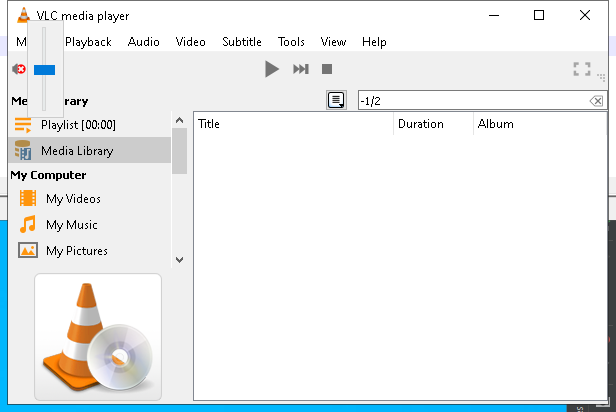 VLC media player
M Playback Audio Video Subtitle Tools View Help
Me rary
-1/2
Playlist [00:00]
Media Library
My Computer
My Videos
My Music
My Pictures
Title Duration Album